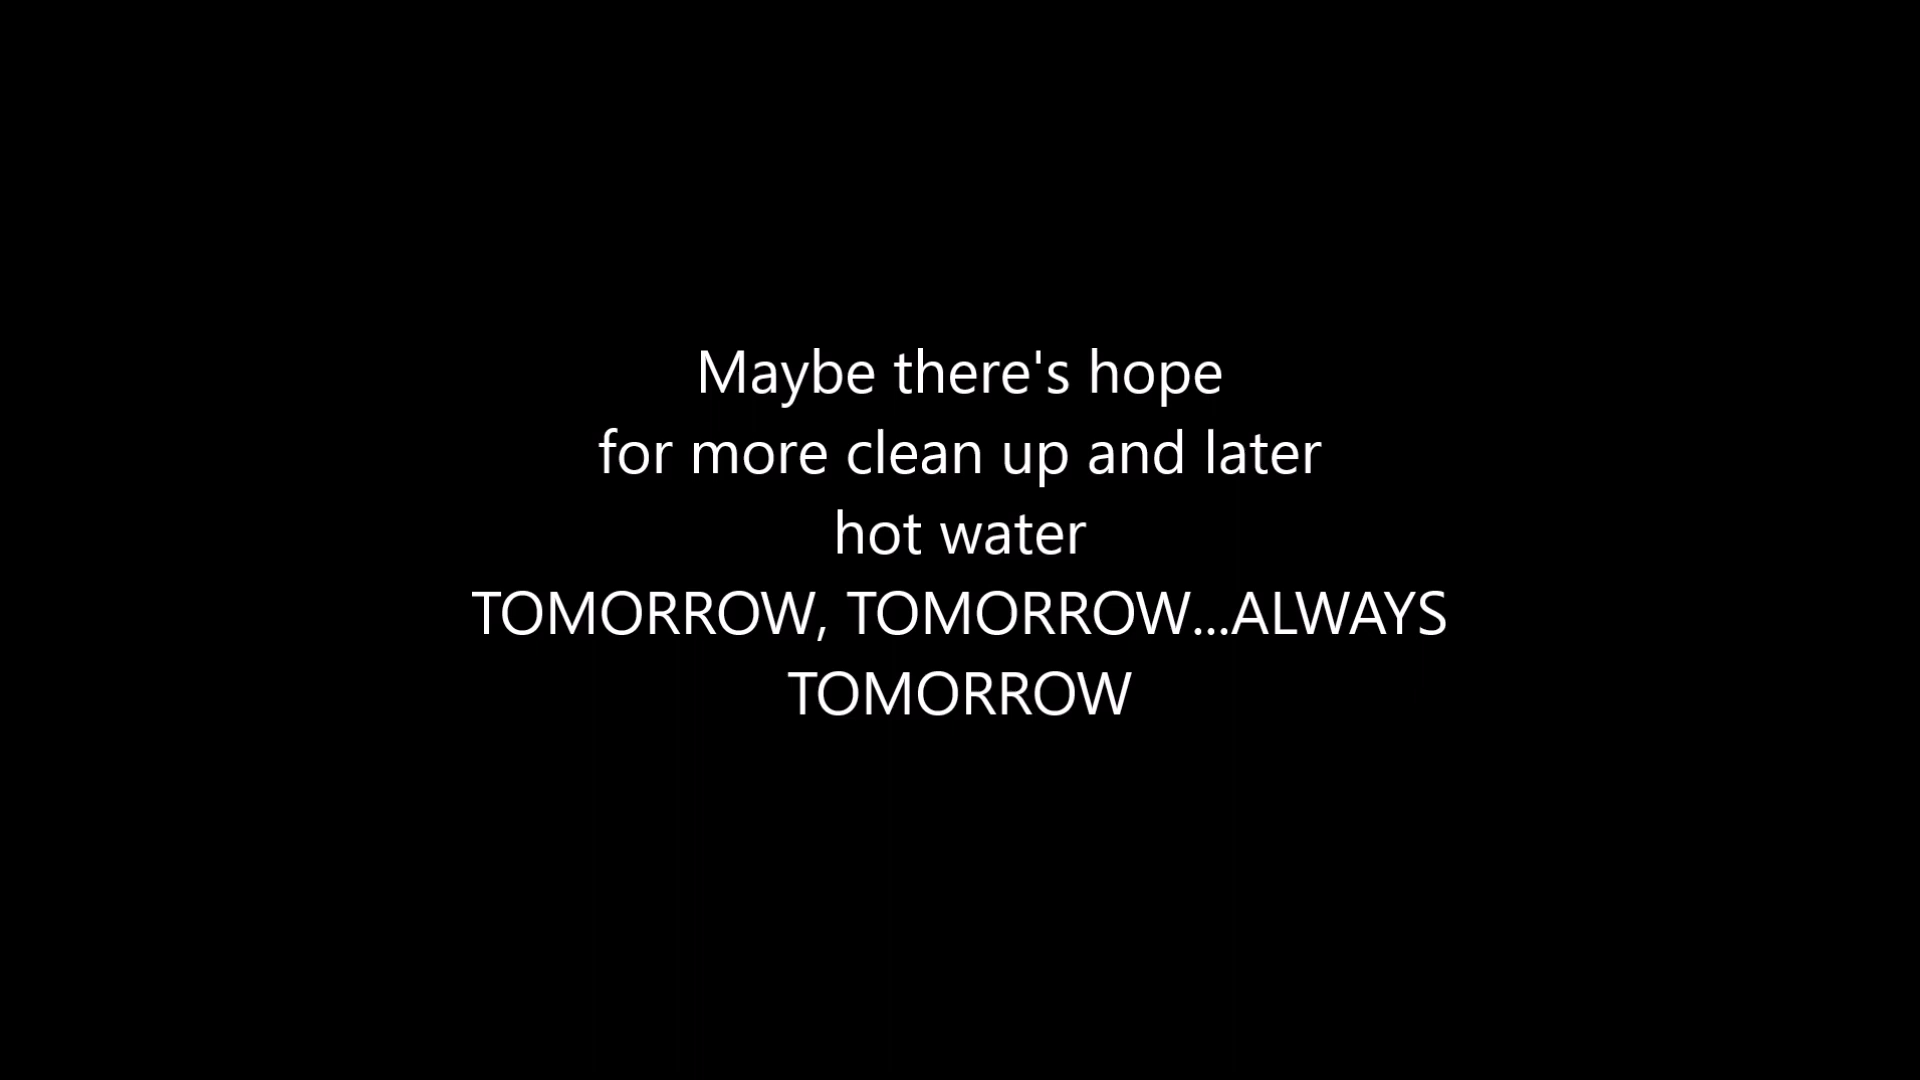 Maybe there's hope
for more clean up and later
hot water
TOMORROW, TOMORROW...ALWAYS
TOMORROW